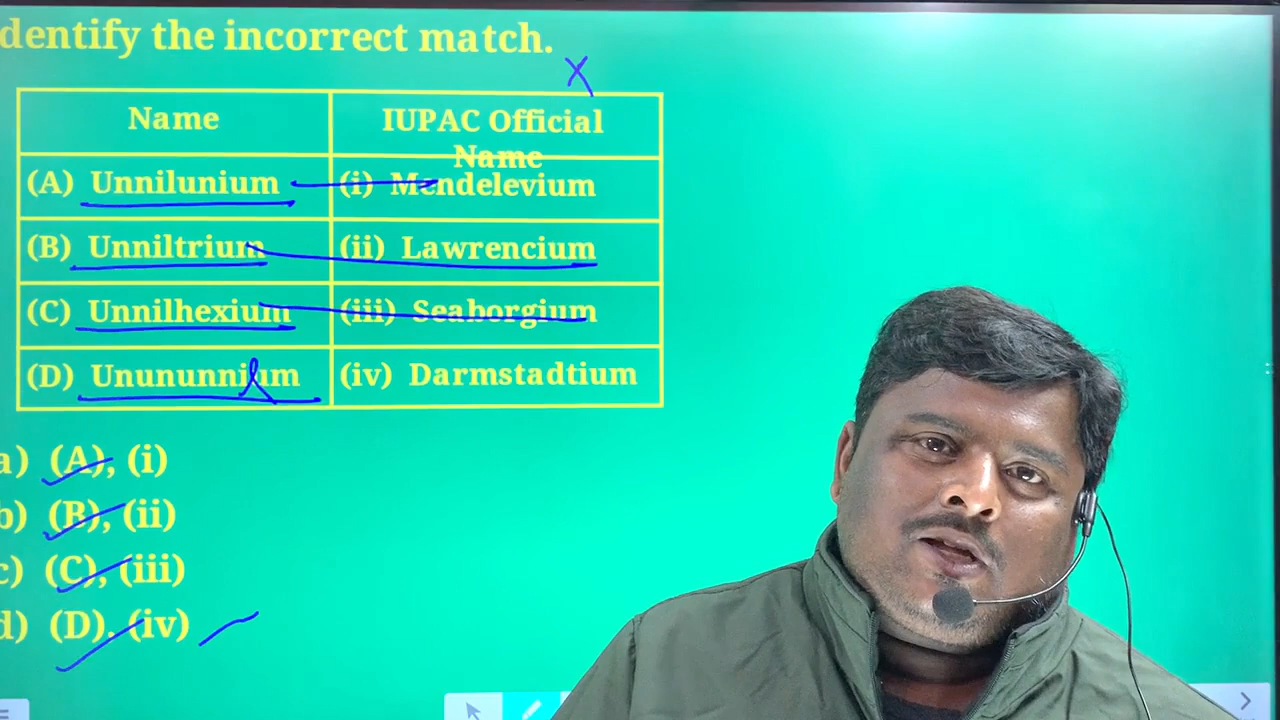 dentify the incorrect match.
X
Name
IUPAC Official Name
(A) Unnilunium
(i) Mendelevium
(B) Unniltrium
(ii) Lawrencium
(C) Unnilhexium
(iii) Seaborgium
(D) Unununnium
(iv) Darmstadtium
a) (A), (i)
b) (B), (ii)
c) (C), (iii)
d) (D). (iv)